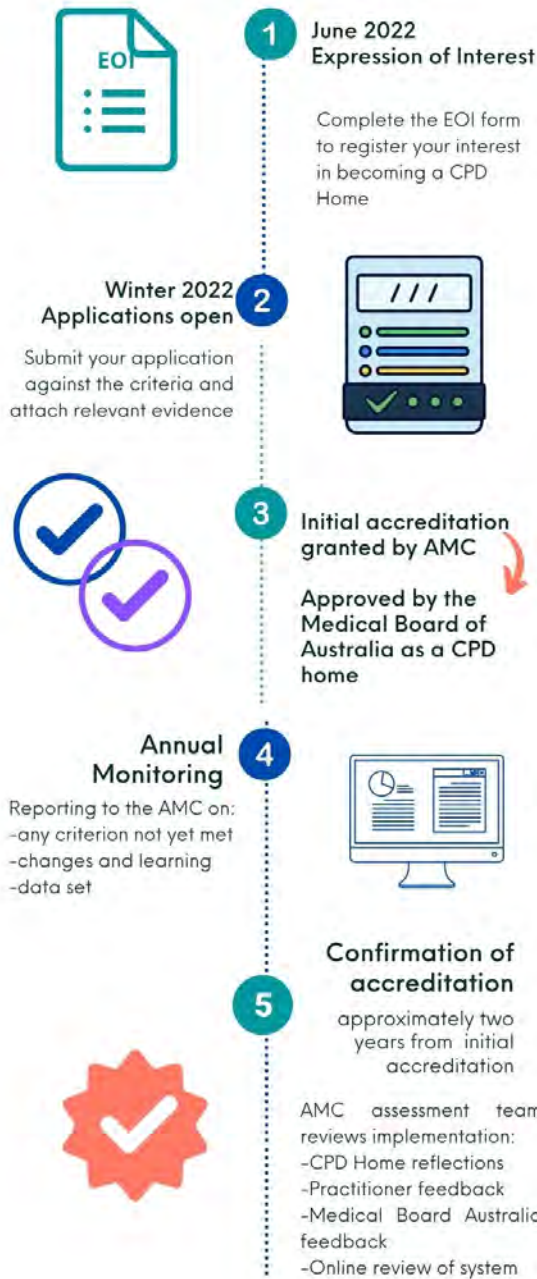 EOI
1
June 2022
Expression of Interest
Complete the EOI form
to register your interest
in becoming a CPD
Home
Winter 2022
Applications open
2
Submit your application
against the criteria and
attach relevant evidence
3
Initial accreditation
granted by AMC
Approved by the
Medical Board of
Australia as a CPD
home
Annual
Monitoring
4
Reporting to the AMC on:
-any criterion not yet met
-changes and learning
-data set
Confirmation of
accreditation
5
approximately two
years from initial
accreditation
AMC assessment team
reviews implementation:
-CPD Home reflections
-Practitioner feedback
-Medical Board Australia
feedback
-Online review of system